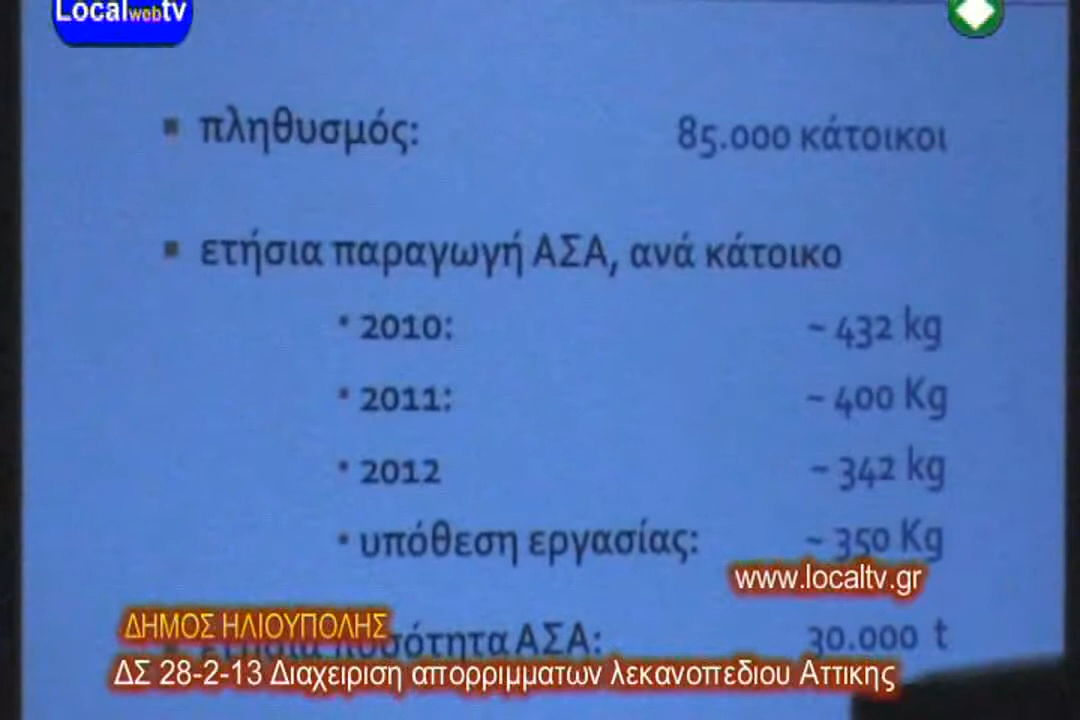 Localwebtv
▪ πληθυσμός: 85.000 κάτοικοι
▪ ετήσια παραγωγή ΑΣΑ, ανά κάτοικο
• 2010: ~ 432 kg
• 2011: ~ 400 Kg
• 2012 ~ 342 kg
• υπόθεση εργασίας: ~ 350 Kg
www.localtv.gr
ΔΗΜΟΣ ΗΛΙΟΥΠΟΛΗΣ
▪ ετήσια ποσότητα ΑΣΑ: 30.000 t
ΔΣ 28-2-13 Διαχειριση απορριμματων λεκανοπεδιου Αττικης